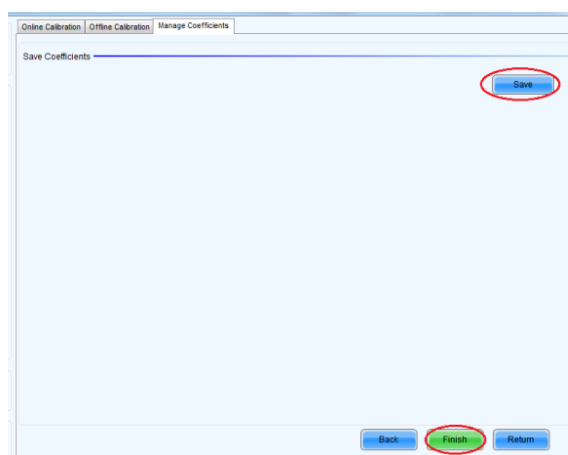 Online Calibration Offline Calibration Manage Coefficients
Save Coefficients
Save
Back Finish Return